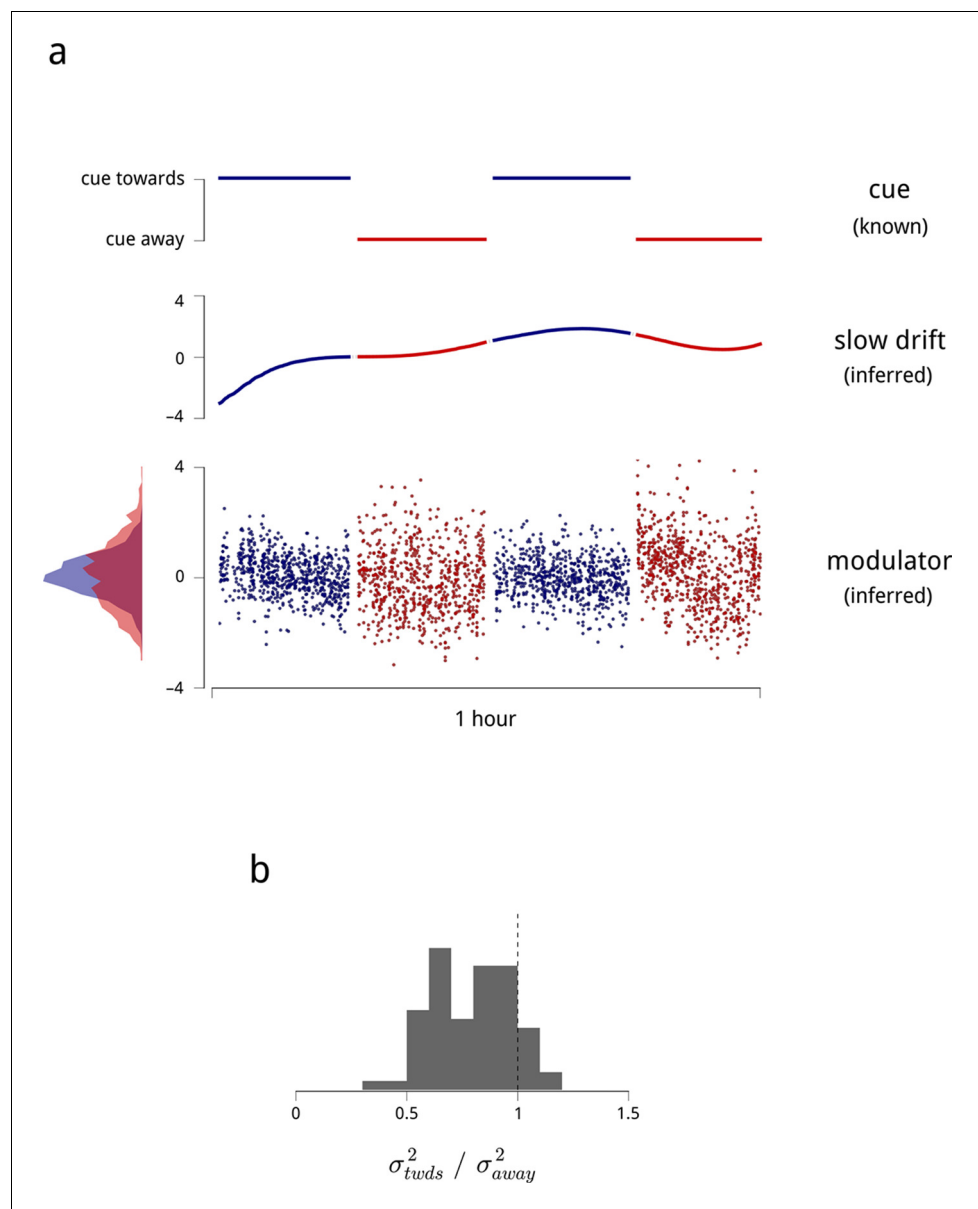 a
cue towards
cue away
cue
(known)
4
0
−4
slow drift
(inferred)
4
0
−4
modulator
(inferred)
1 hour
b
0 0.5 1 1.5
σ²twds / σ²away